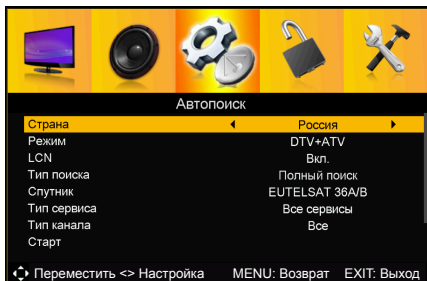 Автопоиск
Страна Россия
Режим DTV+ATV
LCN Вкл.
Тип поиска Полный поиск
Спутник EUTELSAT 36A/B
Тип сервиса Все сервисы
Тип канала Все
Старт
Переместить <> Настройка MENU: Возврат EXIT: Выход